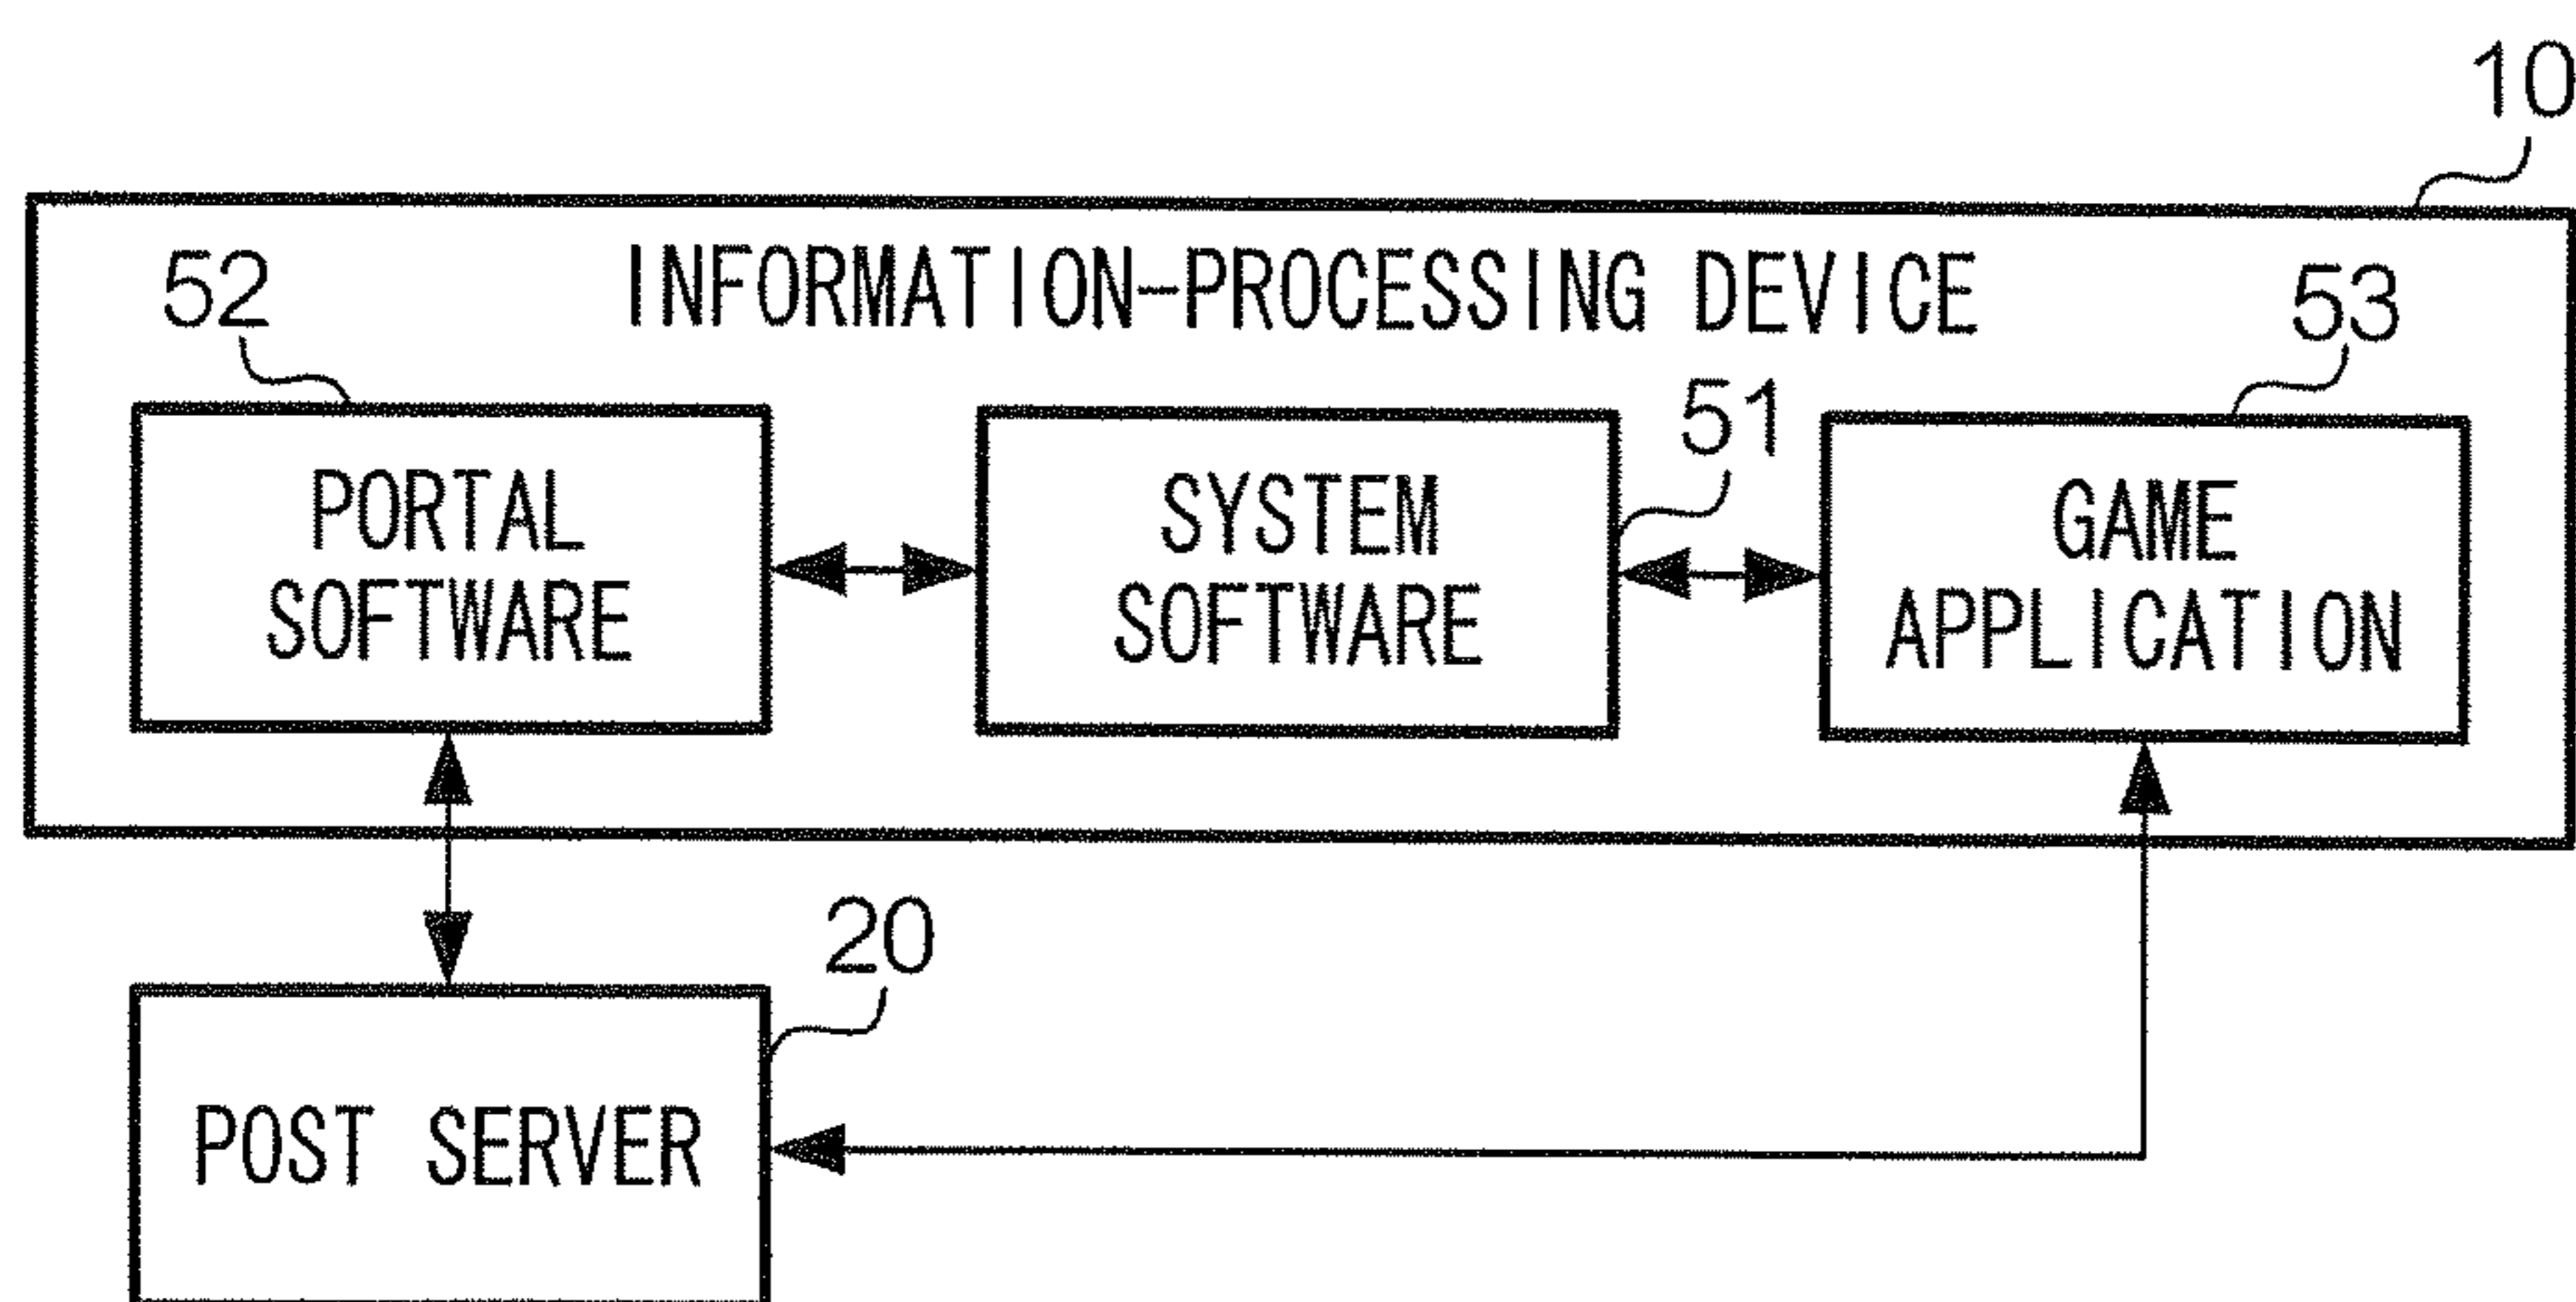 10
INFORMATION-PROCESSING DEVICE
52
53
51
PORTAL
SOFTWARE
SYSTEM
SOFTWARE
GAME
APPLICATION
20
POST SERVER